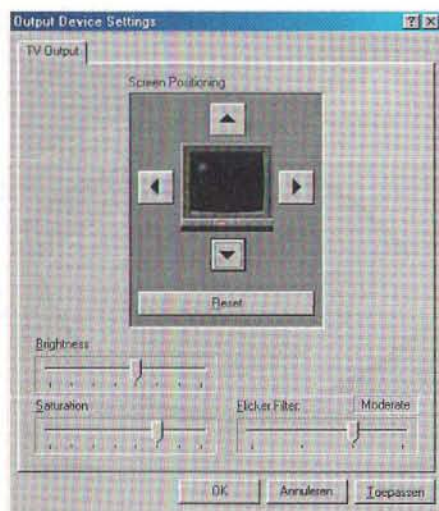 Output Device Settings
TV Output
Screen Positioning
Reset
Brightness
Saturation
Flicker Filter:
Moderate
OK
Annuleren
Toepassen